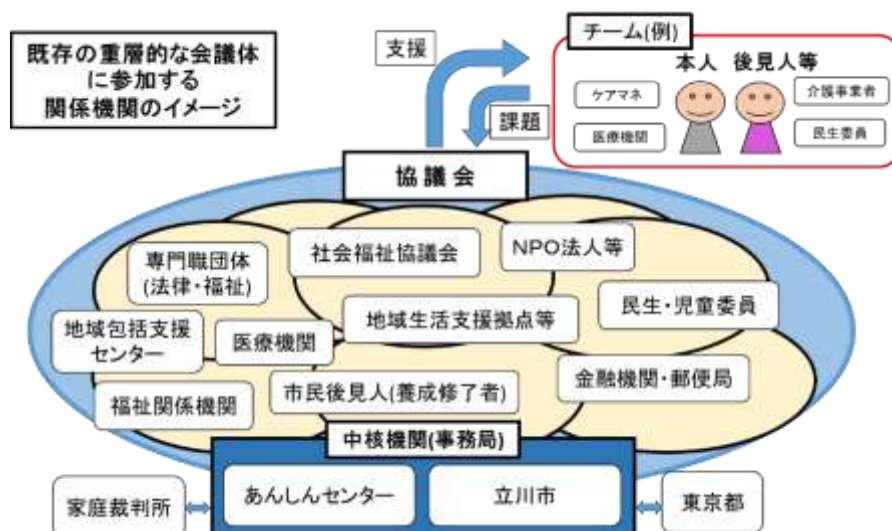 既存の重層的な会議体
に参加する
関係機関のイメージ
支援
課題
チーム(例)
本人 後見人等
ケアマネ
介護事業者
医療機関
民生委員
協議会
専門職団体
(法律・福祉)
社会福祉協議会
NPO法人等
地域包括支援
センター
医療機関
地域生活支援拠点等
民生・児童委員
福祉関係機関
市民後見人(養成修了者)
金融機関・郵便局
中核機関(事務局)
家庭裁判所
あんしんセンター
立川市
東京都